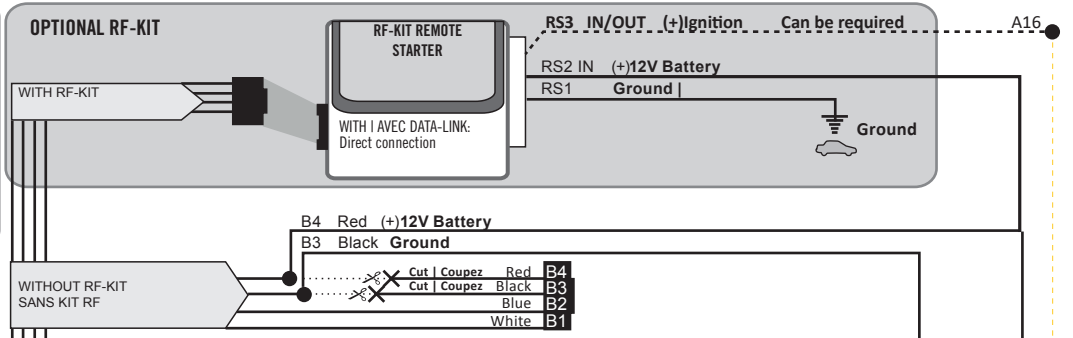 OPTIONAL RF-KIT
RF-KIT REMOTE
STARTER
RS3 IN/OUT (+)Ignition Can be required A16
RS2 IN (+)12V Battery
RS1 Ground |
WITH RF-KIT
WITH | AVEC DATA-LINK:
Direct connection
Ground
B4 Red (+)12V Battery
B3 Black Ground
WITHOUT RF-KIT
SANS KIT RF
Cut | Coupez Red B4
Cut | Coupez Black B3
Blue B2
White B1